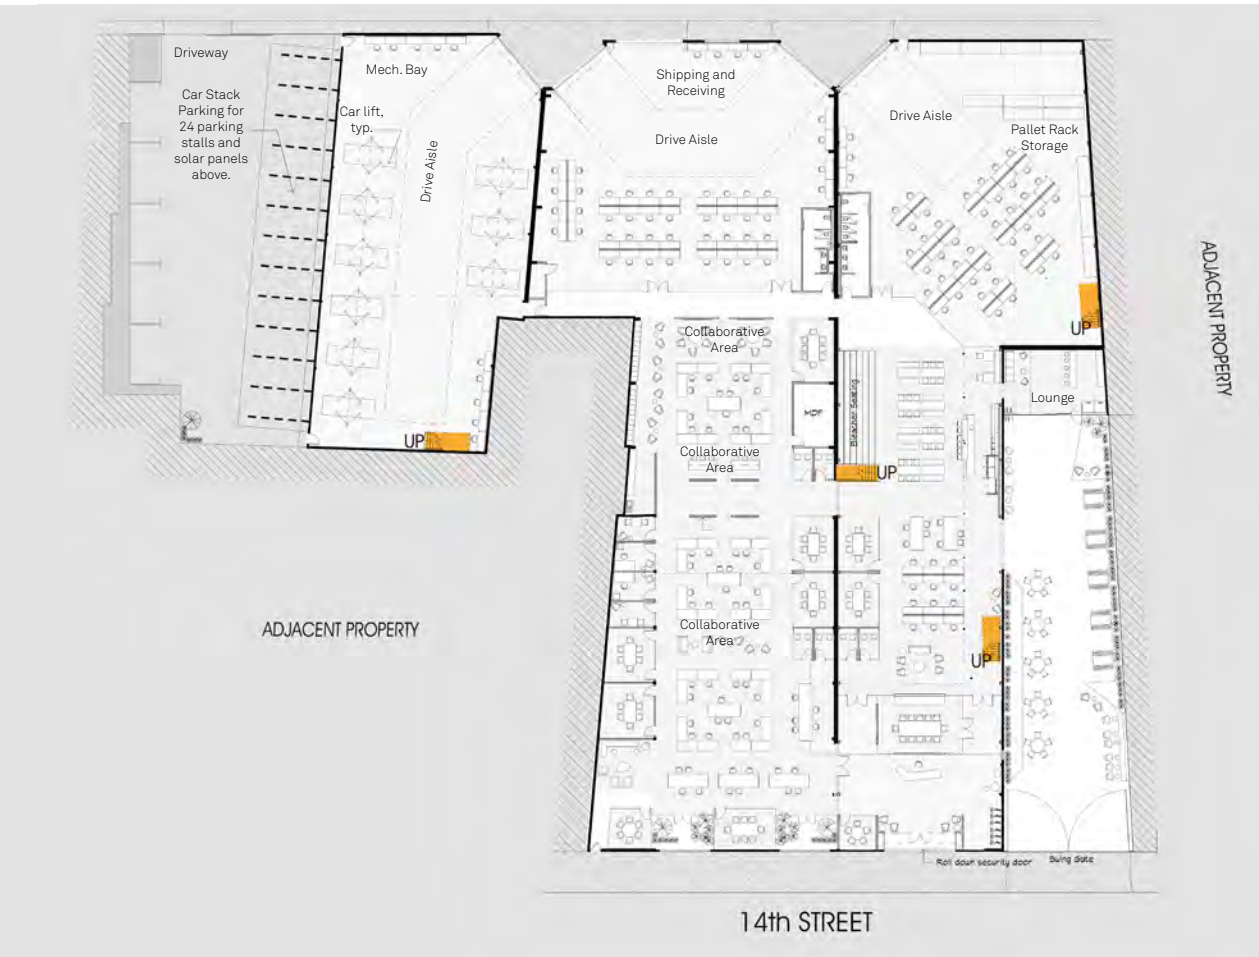 Driveway
Mech. Bay
Car Stack
Parking for
24 parking
stalls and
solar panels
above.
Car lift,
typ.
Drive Aisle
Shipping and
Receiving
Drive Aisle
Drive Aisle
Pallet Rack
Storage
UP
ADJACENT PROPERTY
Collaborative
Area
Lounge
Bleacher Seating
UP
Collaborative
Area
UP
ADJACENT PROPERTY
Collaborative
Area
UP
Roll down security door
Swing Gate
14th STREET